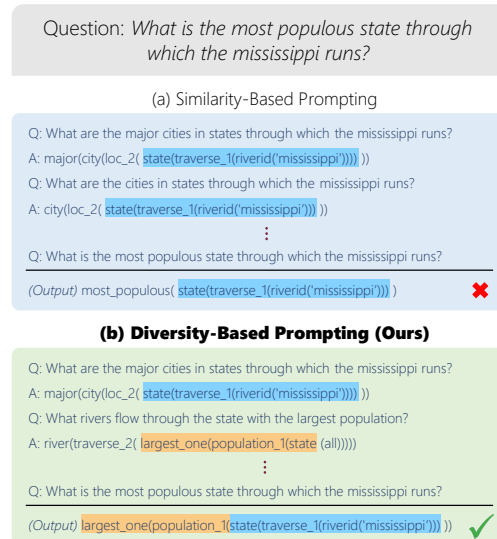 Question: What is the most populous state through
which the mississippi runs?
(a) Similarity-Based Prompting
Q: What are the major cities in states through which the mississippi runs?
A: major(city(loc_2( state(traverse_1(riverid('mississippi')))) ))
Q: What are the cities in states through which the mississippi runs?
A: city(loc_2( state(traverse_1(riverid('mississippi'))) ))
⋮
Q: What is the most populous state through which the mississippi runs?
(Output) most_populous( state(traverse_1(riverid('mississippi'))) )
(b) Diversity-Based Prompting (Ours)
Q: What are the major cities in states through which the mississippi runs?
A: major(city(loc_2( state(traverse_1(riverid('mississippi'))) ))
Q: What rivers flow through the state with the largest population?
A: river(traverse_2( largest_one(population_1(state (all)))))
⋮
Q: What is the most populous state through which the mississippi runs?
(Output) largest_one(population_1(state(traverse_1(riverid('mississippi'))) ))